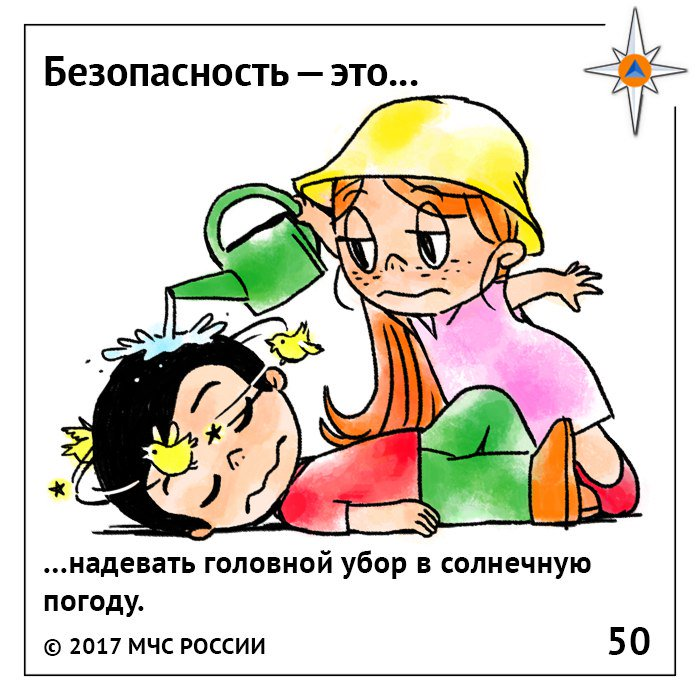 Безопасность – это...
...надевать головной убор в солнечную
погоду.
© 2017 МЧС РОССИИ
50